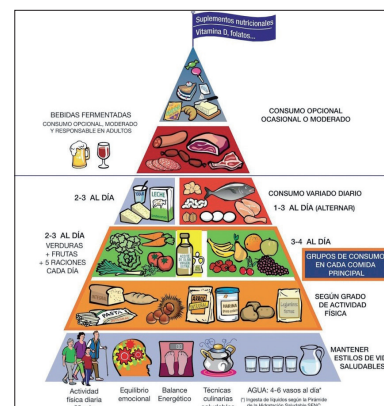 Suplementos nutricionales
Vitamina D, folatos...
BEBIDAS FERMENTADAS
CONSUMO OPCIONAL, MODERADO
Y RESPONSABLE EN ADULTOS
CONSUMO OPCIONAL
OCASIONAL O MODERADO
2-3 AL DÍA
LECHE
CONSUMO VARIADO DIARIO
1-3 AL DÍA (ALTERNAR)
2-3 AL DÍA
VERDURAS
+ FRUTAS
+ 5 RACIONES
CADA DÍA
3-4 AL DÍA
GRUPOS DE CONSUMO
EN CADA COMIDA
PRINCIPAL
HARINA
ARROZ
PASTA
SEGÚN GRADO
DE ACTIVIDAD
FÍSICA
MANTENER
ESTILOS DE VID
SALUDABLES
Actividad
física diaria
Equilibrio
emocional
Balance
Energético
Técnicas
culinarias
AGUA: 4-6 vasos al día*
(*) Ingesta de líquidos según la Pirámide